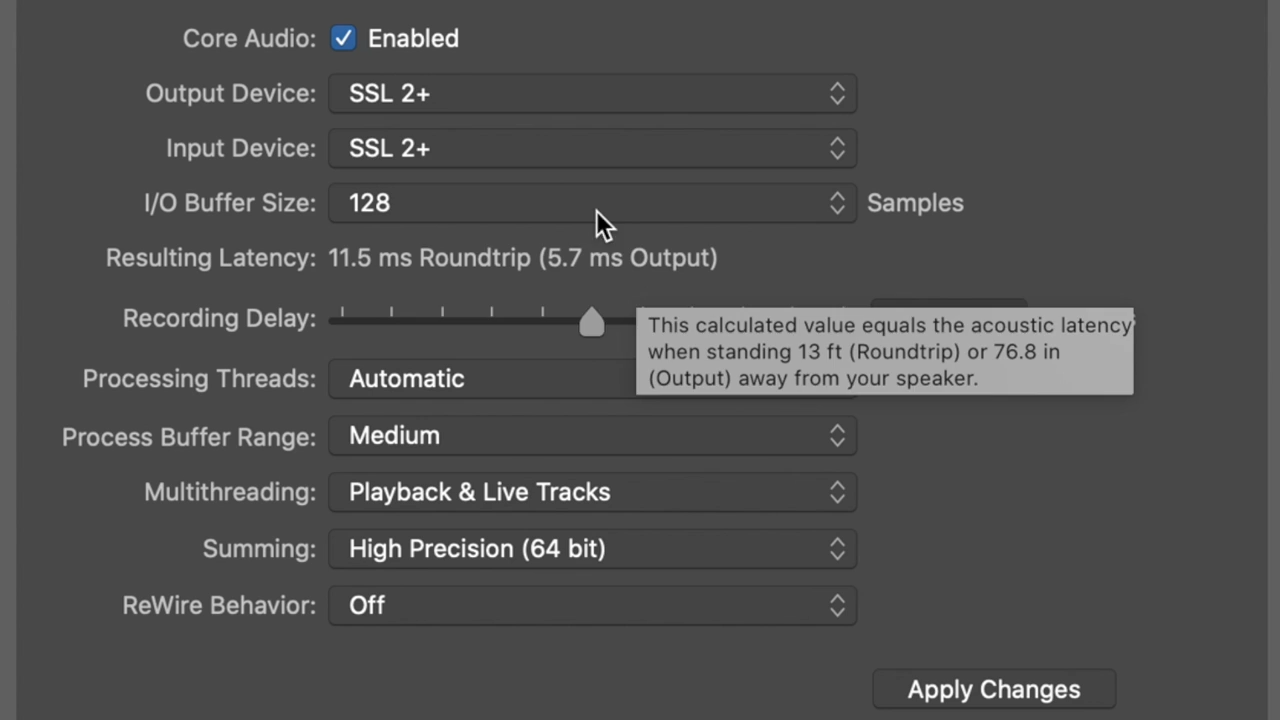 Core Audio: Enabled
Output Device: SSL 2+
Input Device: SSL 2+
I/O Buffer Size: 128 Samples
Resulting Latency: 11.5 ms Roundtrip (5.7 ms Output)
Recording Delay:
This calculated value equals the acoustic latency
when standing 13 ft (Roundtrip) or 76.8 in
(Output) away from your speaker.
Processing Threads: Automatic
Process Buffer Range: Medium
Multithreading: Playback & Live Tracks
Summing: High Precision (64 bit)
ReWire Behavior: Off
Apply Changes